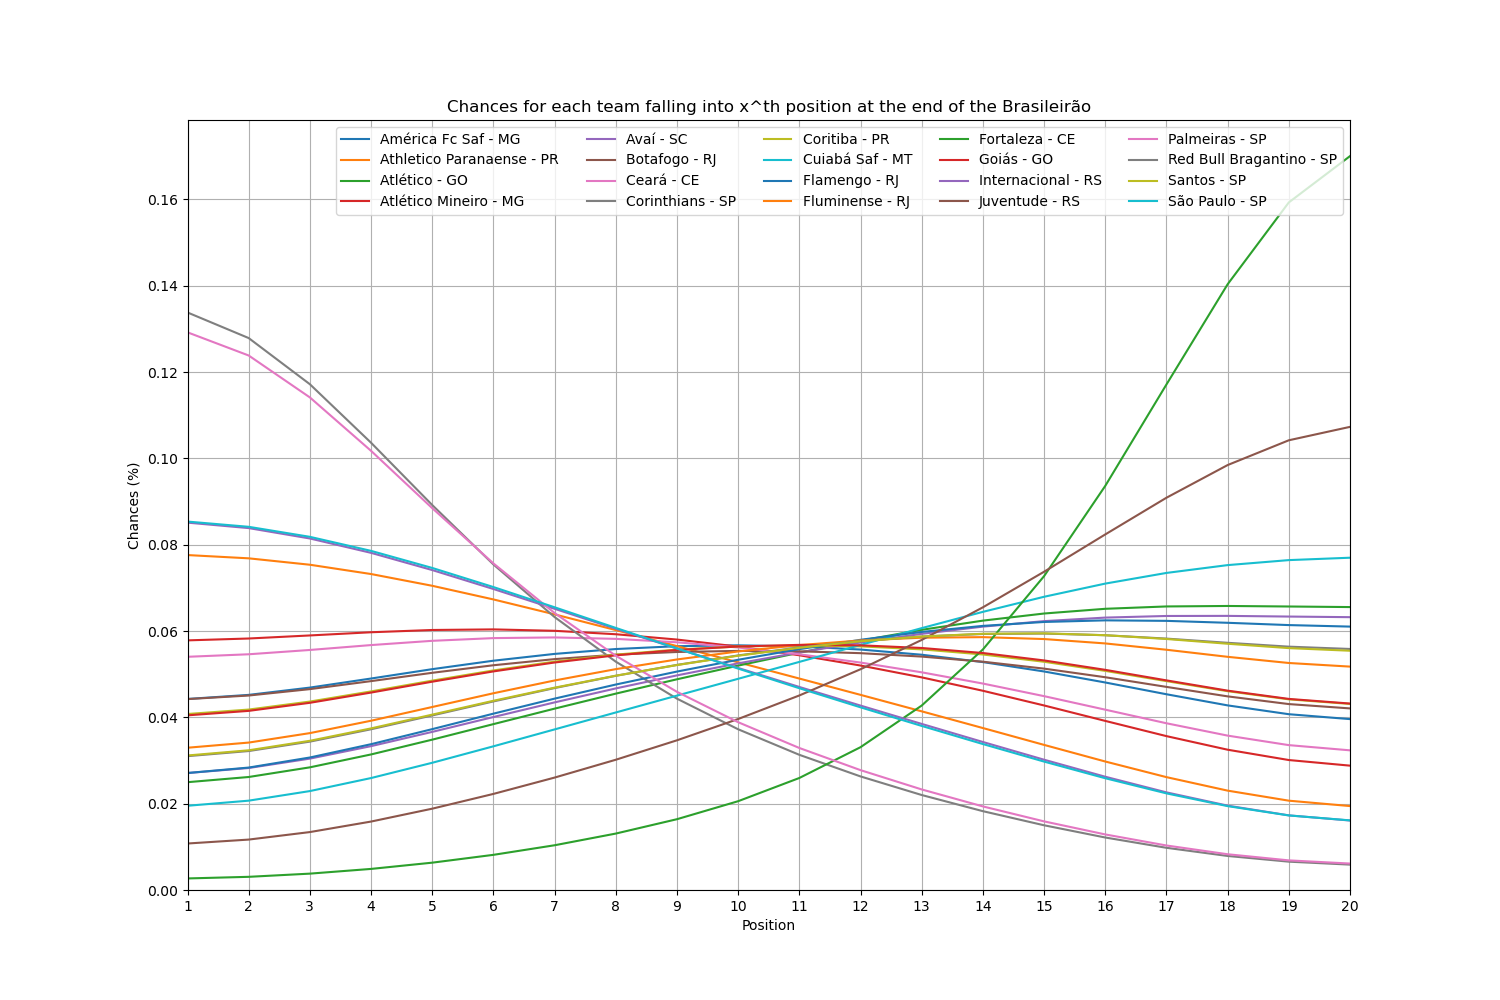 Chances for each team falling into x^th position at the end of the Brasileirão
América Fc Saf - MG
Athletico Paranaense - PR
Atlético - GO
Atlético Mineiro - MG
Avaí - SC
Botafogo - RJ
Ceará - CE
Corinthians - SP
Coritiba - PR
Cuiabá Saf - MT
Flamengo - RJ
Fluminense - RJ
Fortaleza - CE
Goiás - GO
Internacional - RS
Juventude - RS
Palmeiras - SP
Red Bull Bragantino - SP
Santos - SP
São Paulo - SP
Chances (%)
0.16
0.14
0.12
0.10
0.08
0.06
0.04
0.02
0.00
1 2 3 4 5 6 7 8 9 10 11 12 13 14 15 16 17 18 19 20
Position